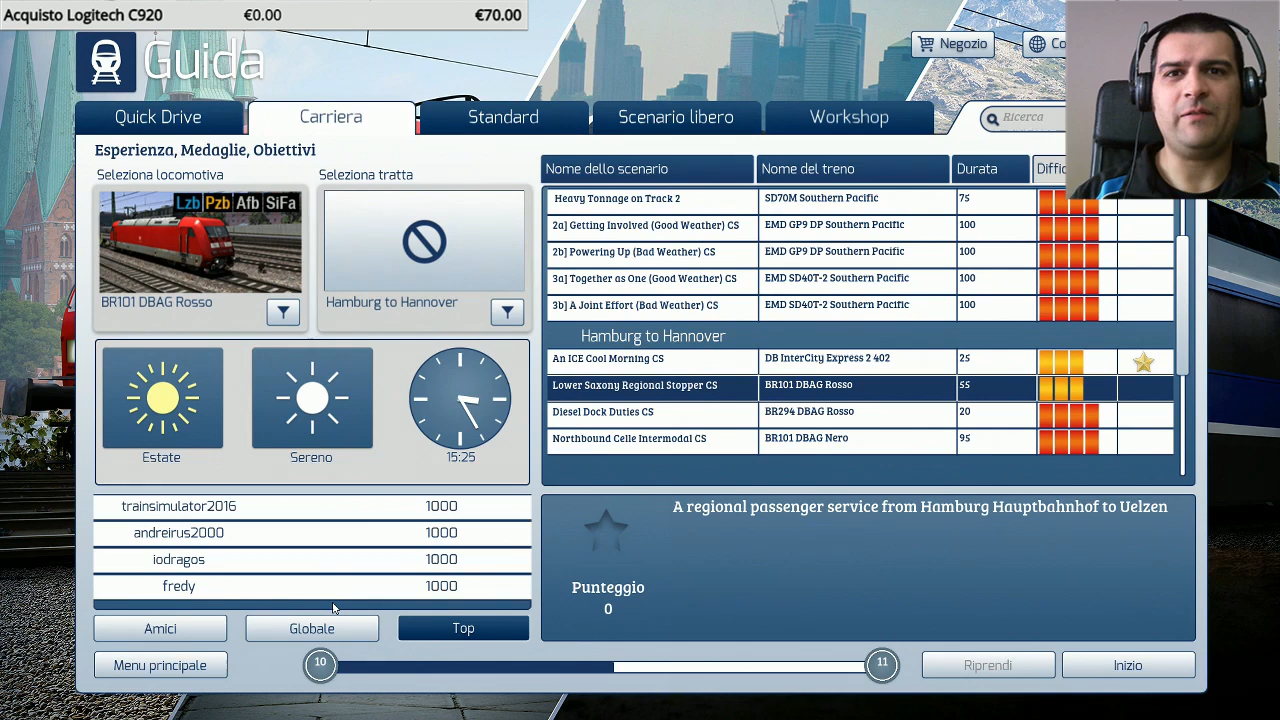 Acquisto Logitech C920 €0.00 €70.00
Guida
Negozio
Co
Quick Drive
Carriera
Standard
Scenario libero
Workshop
Ricerca
Esperienza, Medaglie, Obiettivi
Seleziona locomotiva
Seleziona tratta
Lzb Pzb Afb SiFa
BR101 DBAG Rosso
Hamburg to Hannover
Estate
Sereno
15:25
trainsimulator2016 1000
andreirus2000 1000
iodragos 1000
fredy 1000
Amici
Globale
Top
Nome dello scenario Nome del treno Durata Diffic
Heavy Tonnage on Track 2 SD70M Southern Pacific 75
2a] Getting Involved (Good Weather) CS EMD GP9 DP Southern Pacific 100
2b] Powering Up (Bad Weather) CS EMD GP9 DP Southern Pacific 100
3a] Together as One (Good Weather) CS EMD SD40T-2 Southern Pacific 100
3b] A Joint Effort (Bad Weather) CS EMD SD40T-2 Southern Pacific 100
Hamburg to Hannover
An ICE Cool Morning CS DB InterCity Express 2 402 25
Lower Saxony Regional Stopper CS BR101 DBAG Rosso 55
Diesel Dock Duties CS BR294 DBAG Rosso 20
Northbound Celle Intermodal CS BR101 DBAG Nero 95
A regional passenger service from Hamburg Hauptbahnhof to Uelzen
Punteggio
0
Menu principale
10
11
Riprendi
Inizio